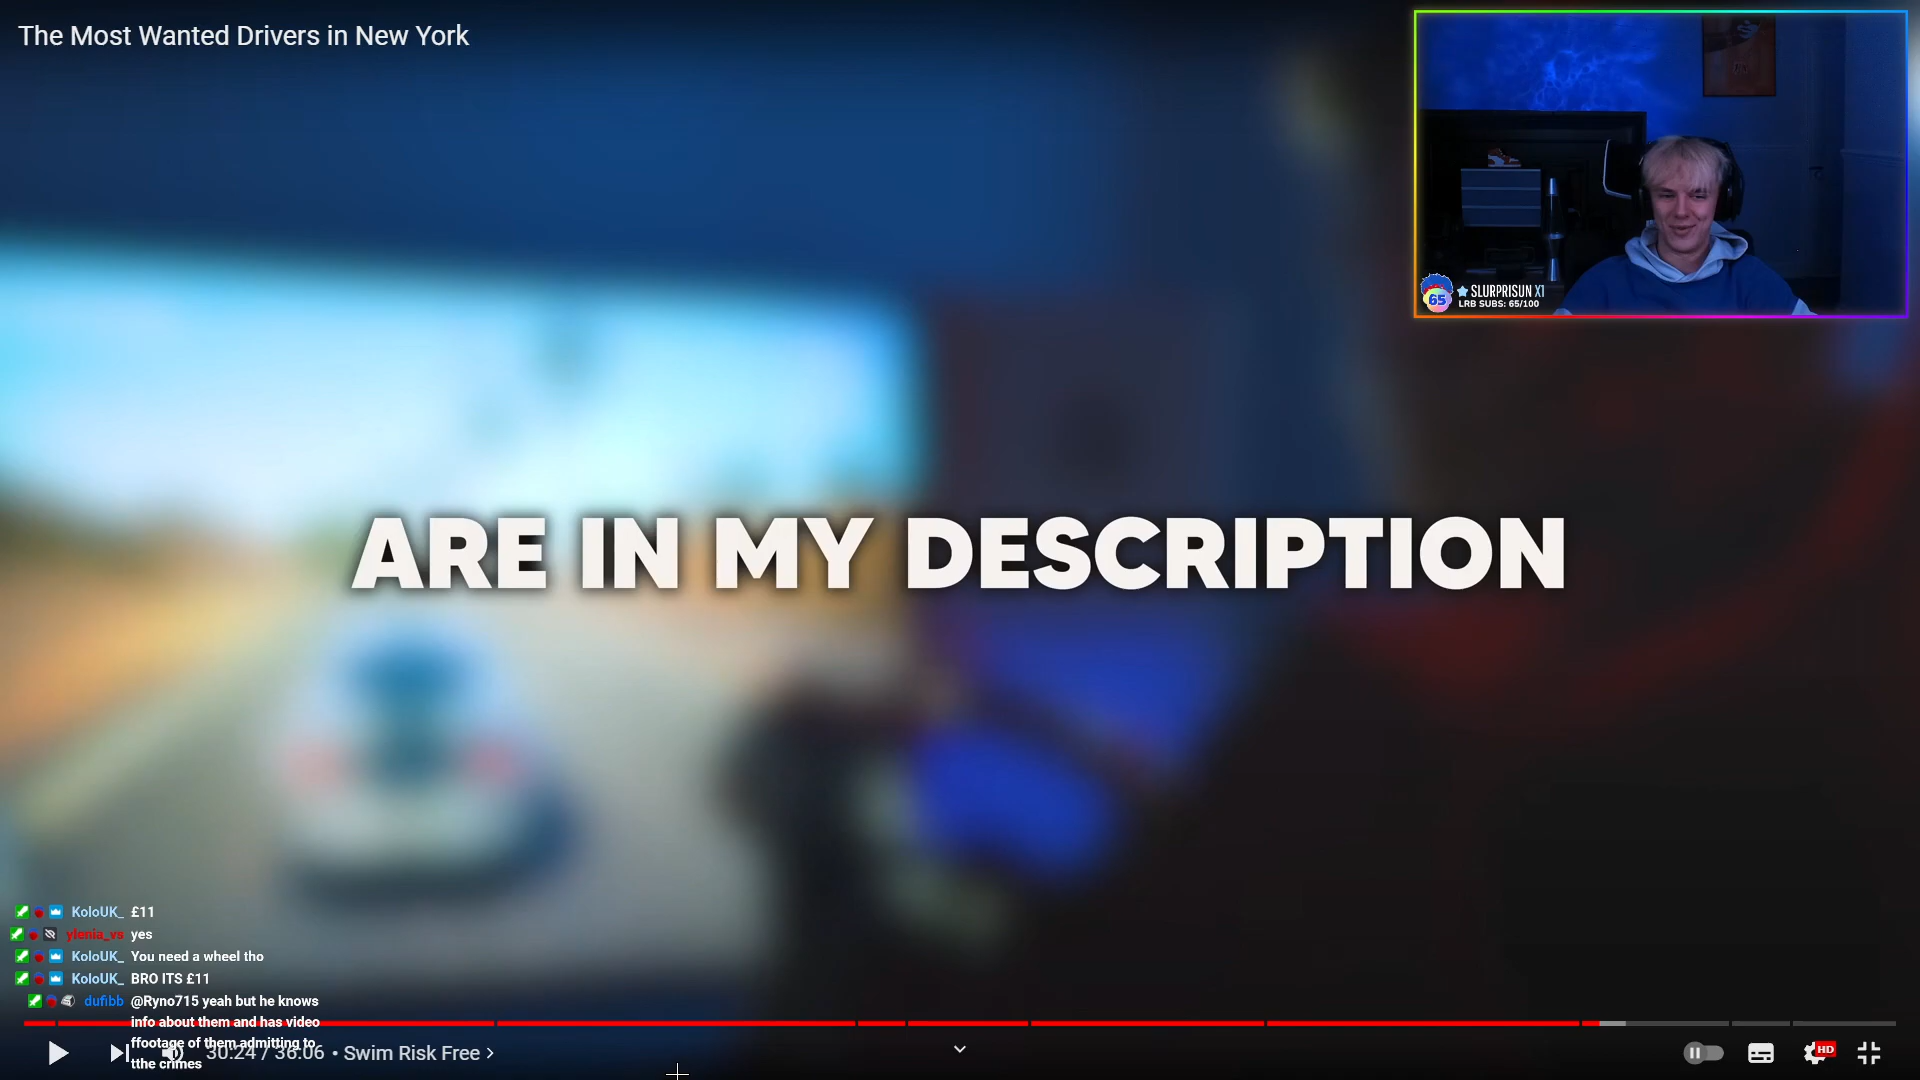 The Most Wanted Drivers in New York
65
SLURPRISUN X1
LRB SUBS: 65/100
ARE IN MY DESCRIPTION
KoloUK_ £11
ylenia_vs yes
KoloUK_ You need a wheel tho
KoloUK_ BRO ITS £11
dufibb @Ryno715 yeah but he knows
info about them and has video
ffootage of them admitting to
tthe crimes
30:24 / 36:06 • Swim Risk Free >
HD